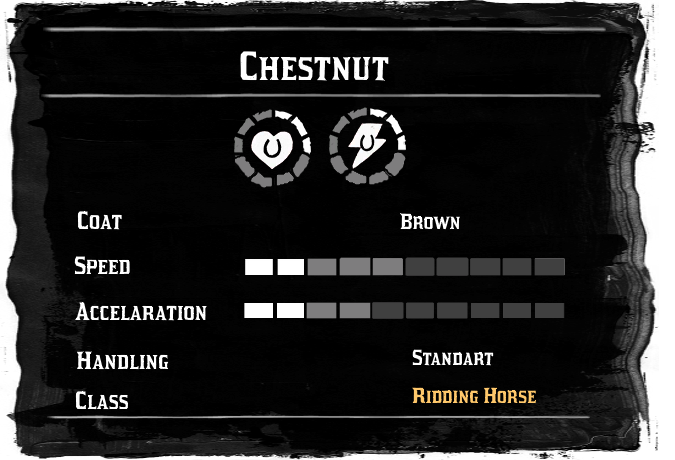 Chestnut
Coat Brown
Speed
Accelaration
Handling Standart
Class Ridding Horse